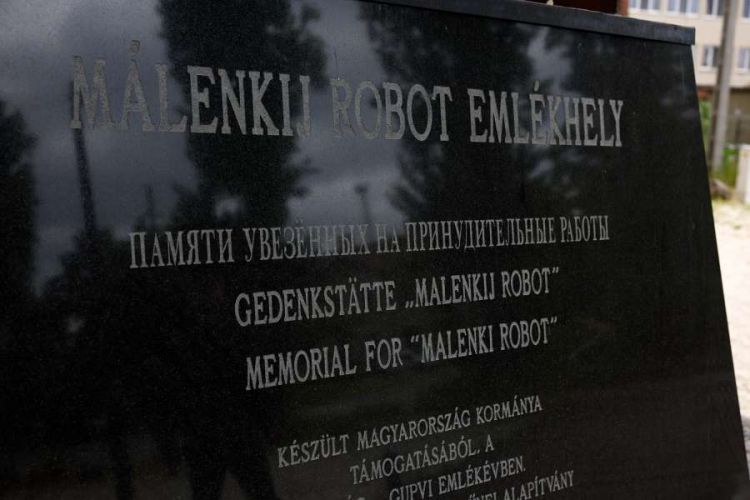 MÁLENKIJ ROBOT EMLÉKHELY
ПАМЯТИ УВЕЗЁННЫХ НА ПРИНУДИТЕЛЬНЫЕ РАБОТЫ
GEDENKSTÄTTE „MALENKIJ ROBOT”
MEMORIAL FOR “MALENKI ROBOT”
KÉSZÜLT MAGYARORSZÁG KORMÁNYA
TÁMOGATÁSÁBÓL, A
GUPVI EMLÉKÉVBEN.
ALAPÍTVÁNY